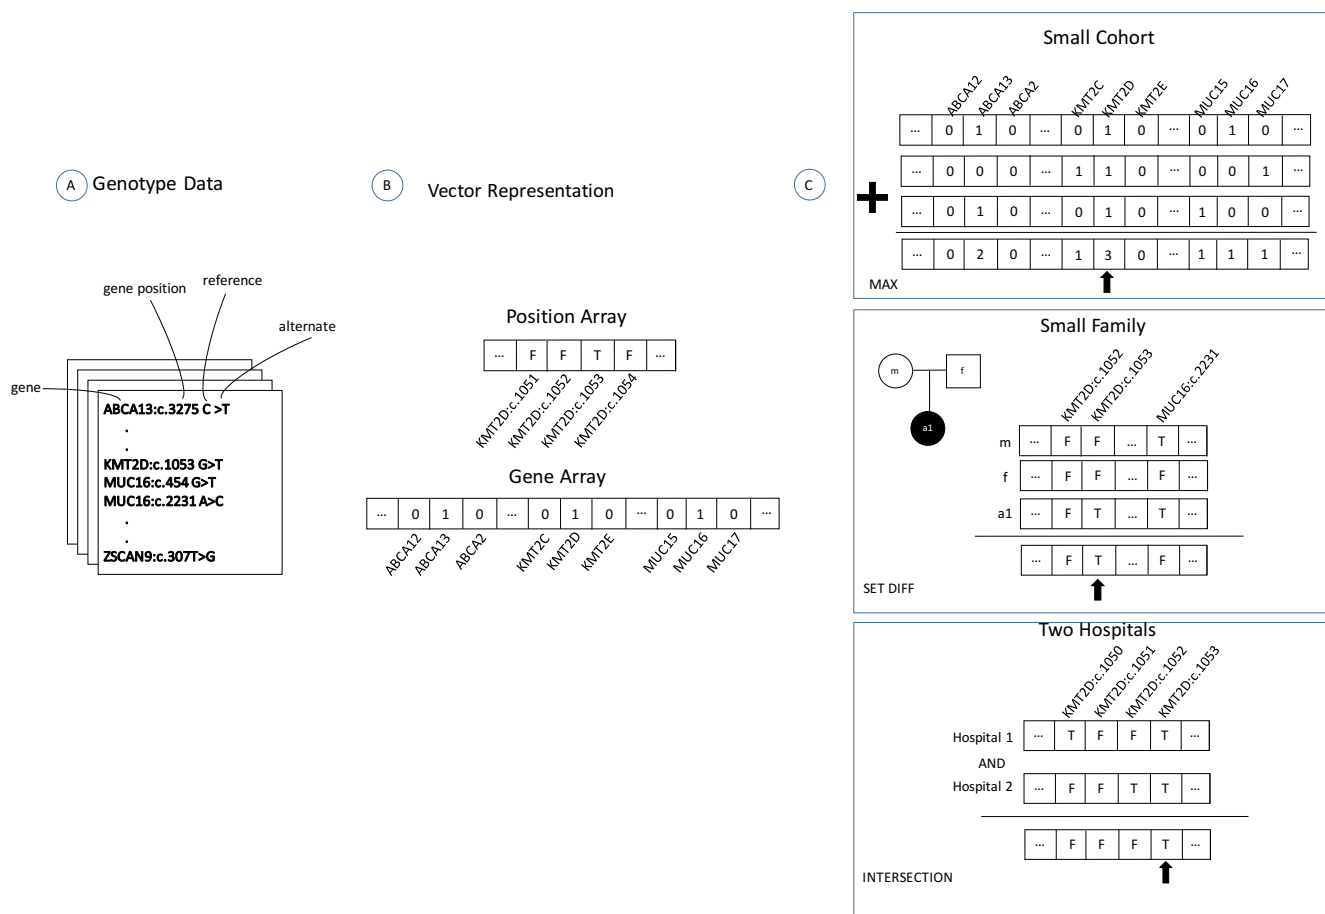 A Genotype Data
gene position
reference
alternate
gene
ABCA13:c.3275 C >T
.
.
KMT2D:c.1053 G>T
MUC16:c.454 G>T
MUC16:c.2231 A>C
.
.
ZSCAN9:c.307T>G
B Vector Representation
Position Array
... F F T F ...
KMT2D:c.1051 KMT2D:c.1052 KMT2D:c.1053 KMT2D:c.1054
Gene Array
... 0 1 0 ... 0 1 0 ... 0 1 0 ...
ABCA12 ABCA13 ABCA2 KMT2C KMT2D KMT2E MUC15 MUC16 MUC17
C
Small Cohort
ABCA12 ABCA13 ABCA2 KMT2C KMT2D KMT2E MUC15 MUC16 MUC17
... 0 1 0 ... 0 1 0 ... 0 1 0 ...
... 0 0 0 ... 1 1 0 ... 0 0 1 ...
+
... 0 1 0 ... 0 1 0 ... 1 0 0 ...
... 0 2 0 ... 1 3 0 ... 1 1 1 ...
MAX
Small Family
m f
a1
KMT2D:c.1052 KMT2D:c.1053 MUC16:c.2231
m ... F F ... T ...
f ... F F ... F ...
a1 ... F T ... T ...
... F T ... F ...
SET DIFF
Two Hospitals
KMT2D:c.1050 KMT2D:c.1051 KMT2D:c.1052 KMT2D:c.1053
Hospital 1 ... T F F T ...
AND
Hospital 2 ... F F T T ...
... F F F T ...
INTERSECTION